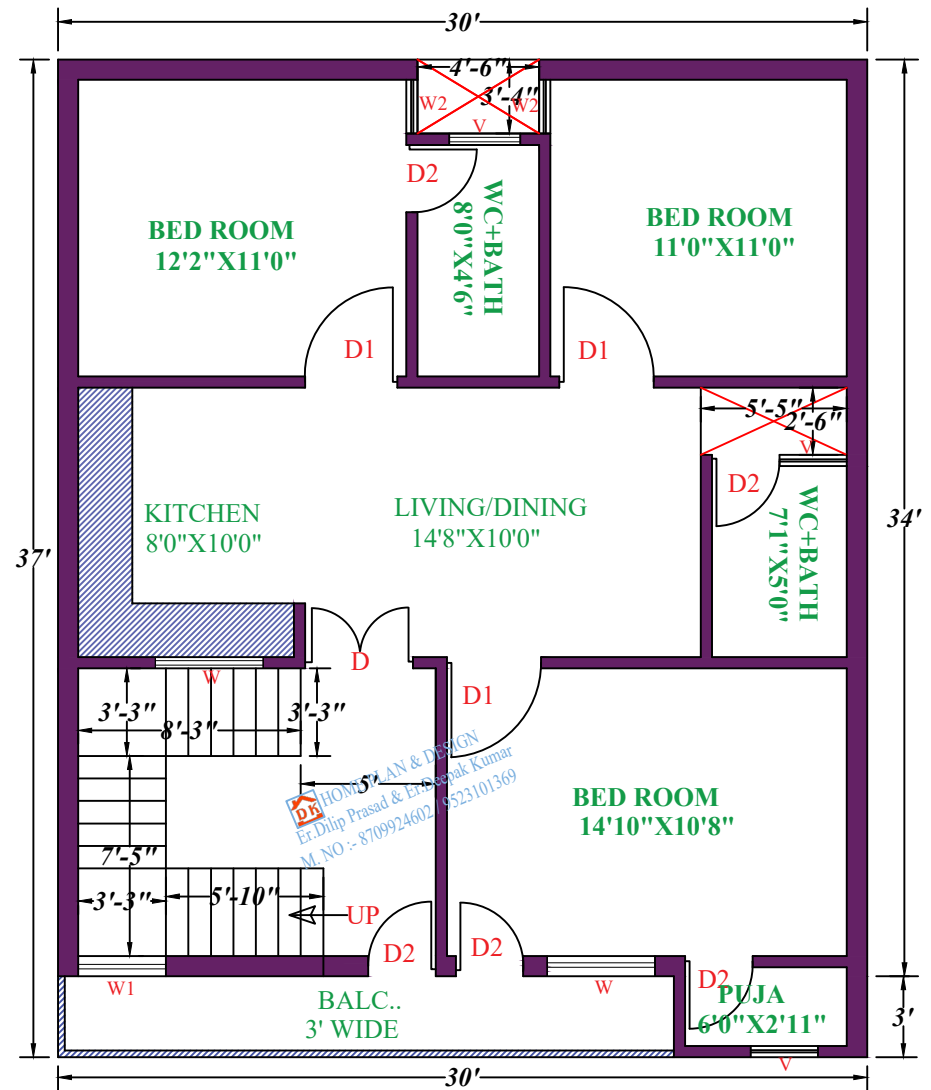 30'
4'-6"
3'-4"
W2
W2
V
D2
BED ROOM
12'2"X11'0"
WC+BATH
8'0"X4'6"
BED ROOM
11'0"X11'0"
D1
D1
5'-5"
2'-6"
V
D2
WC+BATH
7'1"X5'0"
KITCHEN
8'0"X10'0"
LIVING/DINING
14'8"X10'0"
37'
34'
D
W
D1
3'-3"
8'-3"
3'-3"
5'
HOME PLAN & DESIGN
DK
Er.Dilip Prasad & Er.Deepak Kumar
M. NO :- 8709924602 / 9523101369
BED ROOM
14'10"X10'8"
7'-5"
3'-3"
5'-10"
UP
D2
D2
W1
W
D2
BALC..
3' WIDE
PUJA
6'0"X2'11"
3'
V
30'